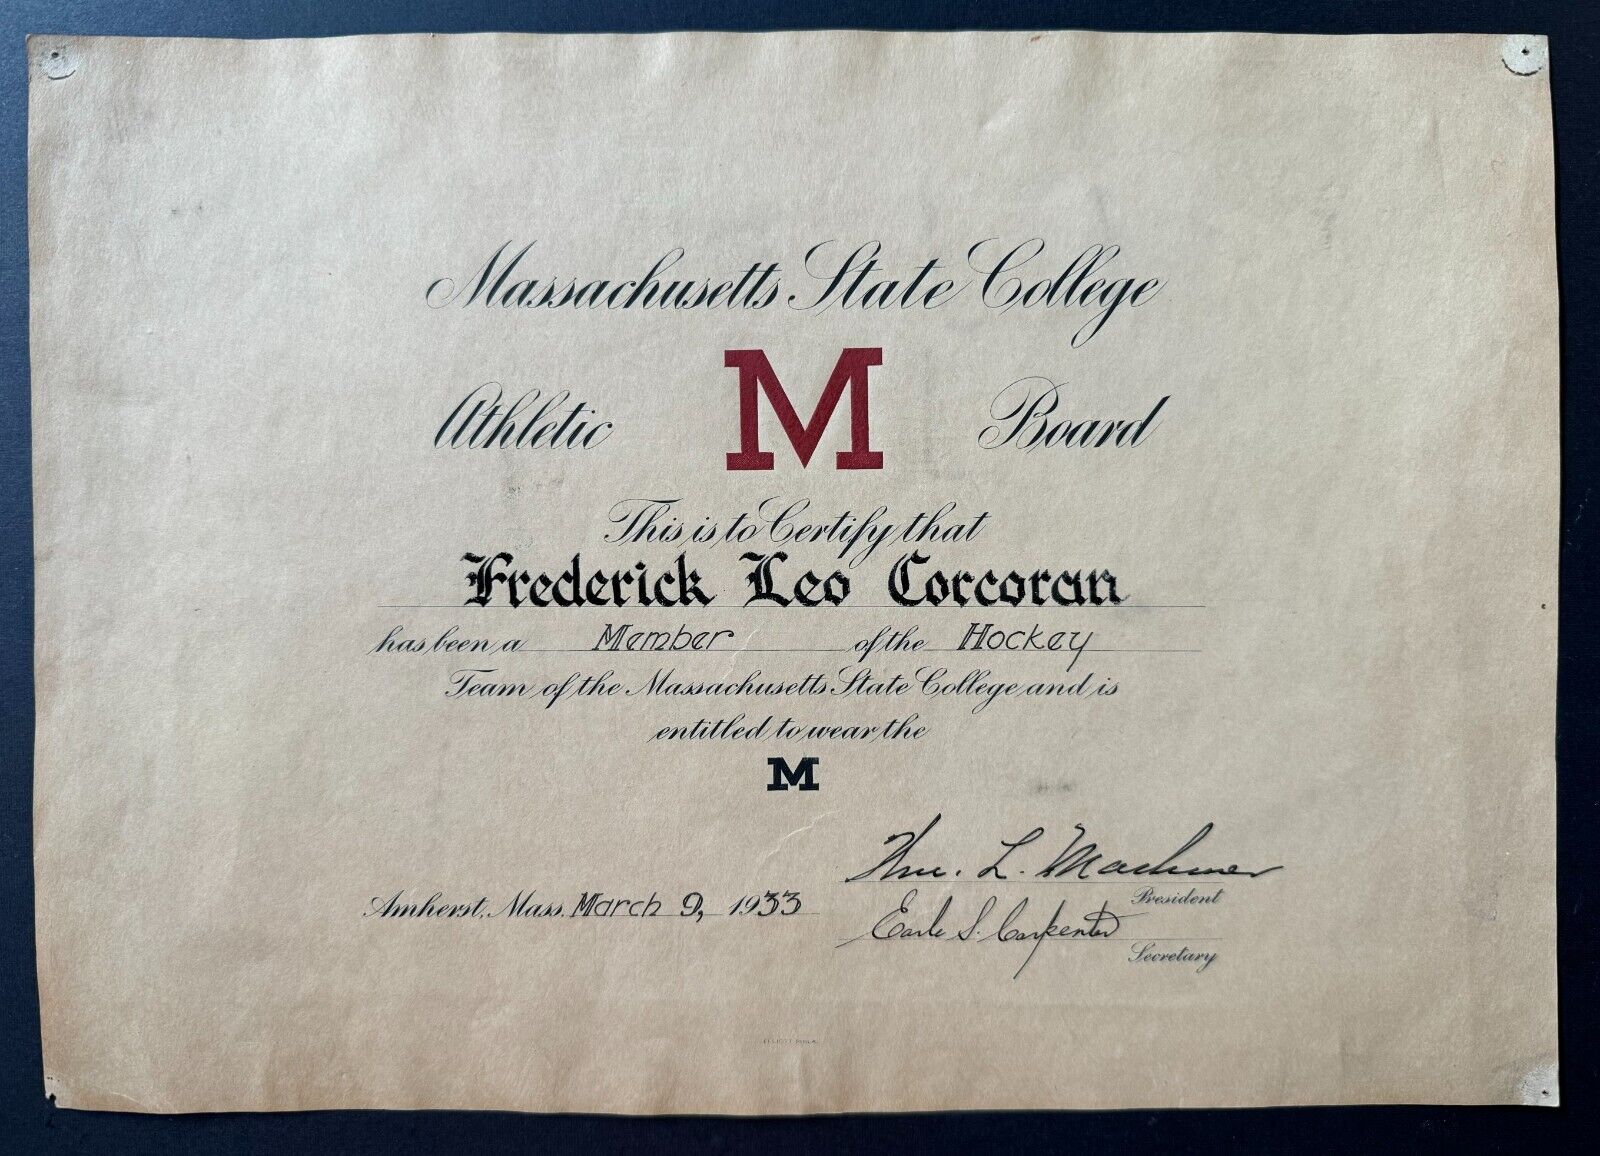 Massachusetts State College
Athletic M Board
This is to Certify that
Frederick Leo Corcoran
has been a Member of the Hockey
Team of the Massachusetts State College and is
entitled to wear the
M
Wm. L. Machmer
President
Amherst, Mass. March 9, 1933
Earle S. Carpenter
Secretary